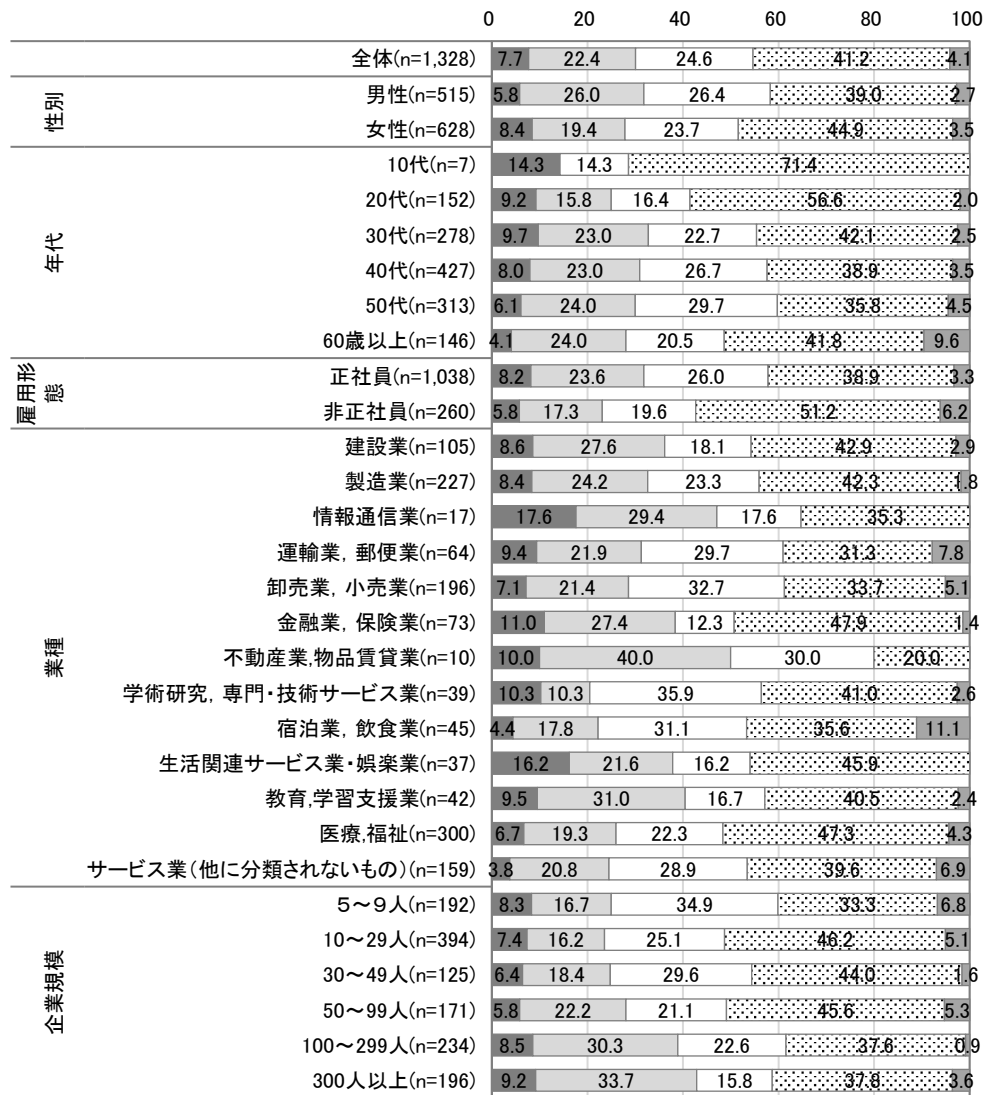 0 20 40 60 80 100
全体(n=1,328) 7.7 22.4 24.6 41.2 4.1
性別
男性(n=515) 5.8 26.0 26.4 39.0 2.7
女性(n=628) 8.4 19.4 23.7 44.9 3.5
年代
10代(n=7) 14.3 14.3 71.4
20代(n=152) 9.2 15.8 16.4 56.6 2.0
30代(n=278) 9.7 23.0 22.7 42.1 2.5
40代(n=427) 8.0 23.0 26.7 38.9 3.5
50代(n=313) 6.1 24.0 29.7 35.8 4.5
60歳以上(n=146) 4.1 24.0 20.5 41.8 9.6
雇用形態
正社員(n=1,038) 8.2 23.6 26.0 38.9 3.3
非正社員(n=260) 5.8 17.3 19.6 51.2 6.2
業種
建設業(n=105) 8.6 27.6 18.1 42.9 2.9
製造業(n=227) 8.4 24.2 23.3 42.3 1.8
情報通信業(n=17) 17.6 29.4 17.6 35.3
運輸業，郵便業(n=64) 9.4 21.9 29.7 31.3 7.8
卸売業，小売業(n=196) 7.1 21.4 32.7 33.7 5.1
金融業，保険業(n=73) 11.0 27.4 12.3 47.9 1.4
不動産業,物品賃貸業(n=10) 10.0 40.0 30.0 20.0
学術研究，専門・技術サービス業(n=39) 10.3 10.3 35.9 41.0 2.6
宿泊業，飲食業(n=45) 4.4 17.8 31.1 35.6 11.1
生活関連サービス業・娯楽業(n=37) 16.2 21.6 16.2 45.9
教育,学習支援業(n=42) 9.5 31.0 16.7 40.5 2.4
医療,福祉(n=300) 6.7 19.3 22.3 47.3 4.3
サービス業（他に分類されないもの）(n=159) 3.8 20.8 28.9 39.6 6.9
企業規模
５～９人(n=192) 8.3 16.7 34.9 33.3 6.8
10～29人(n=394) 7.4 16.2 25.1 46.2 5.1
30～49人(n=125) 6.4 18.4 29.6 44.0 1.6
50～99人(n=171) 5.8 22.2 21.1 45.6 5.3
100～299人(n=234) 8.5 30.3 22.6 37.6 0.9
300人以上(n=196) 9.2 33.7 15.8 37.8 3.6